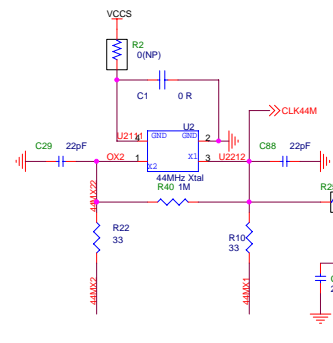 VCCS
R2
0(NP)
C1 0 R
CLK44M
U2
U2111 4 GND GND 2
C29 22pF
C88 22pF
OX2 1 X2 X1 3 U2212
44MHz Xtal
R40 1M
44MX22
R22
33
R10
33
44MX2
44MX1